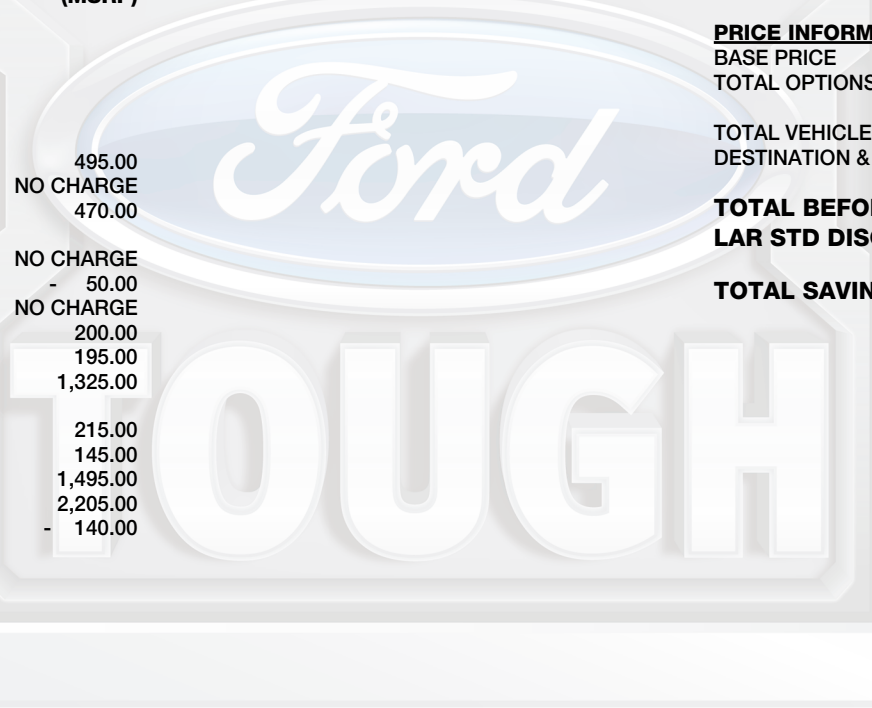 (MSRP)
495.00
NO CHARGE
470.00
NO CHARGE
- 50.00
NO CHARGE
200.00
195.00
1,325.00
215.00
145.00
1,495.00
2,205.00
- 140.00
PRICE INFORM
BASE PRICE
TOTAL OPTIONS
TOTAL VEHICLE
DESTINATION &
TOTAL BEFO
LAR STD DISC
TOTAL SAVIN
Ford
TOUGH